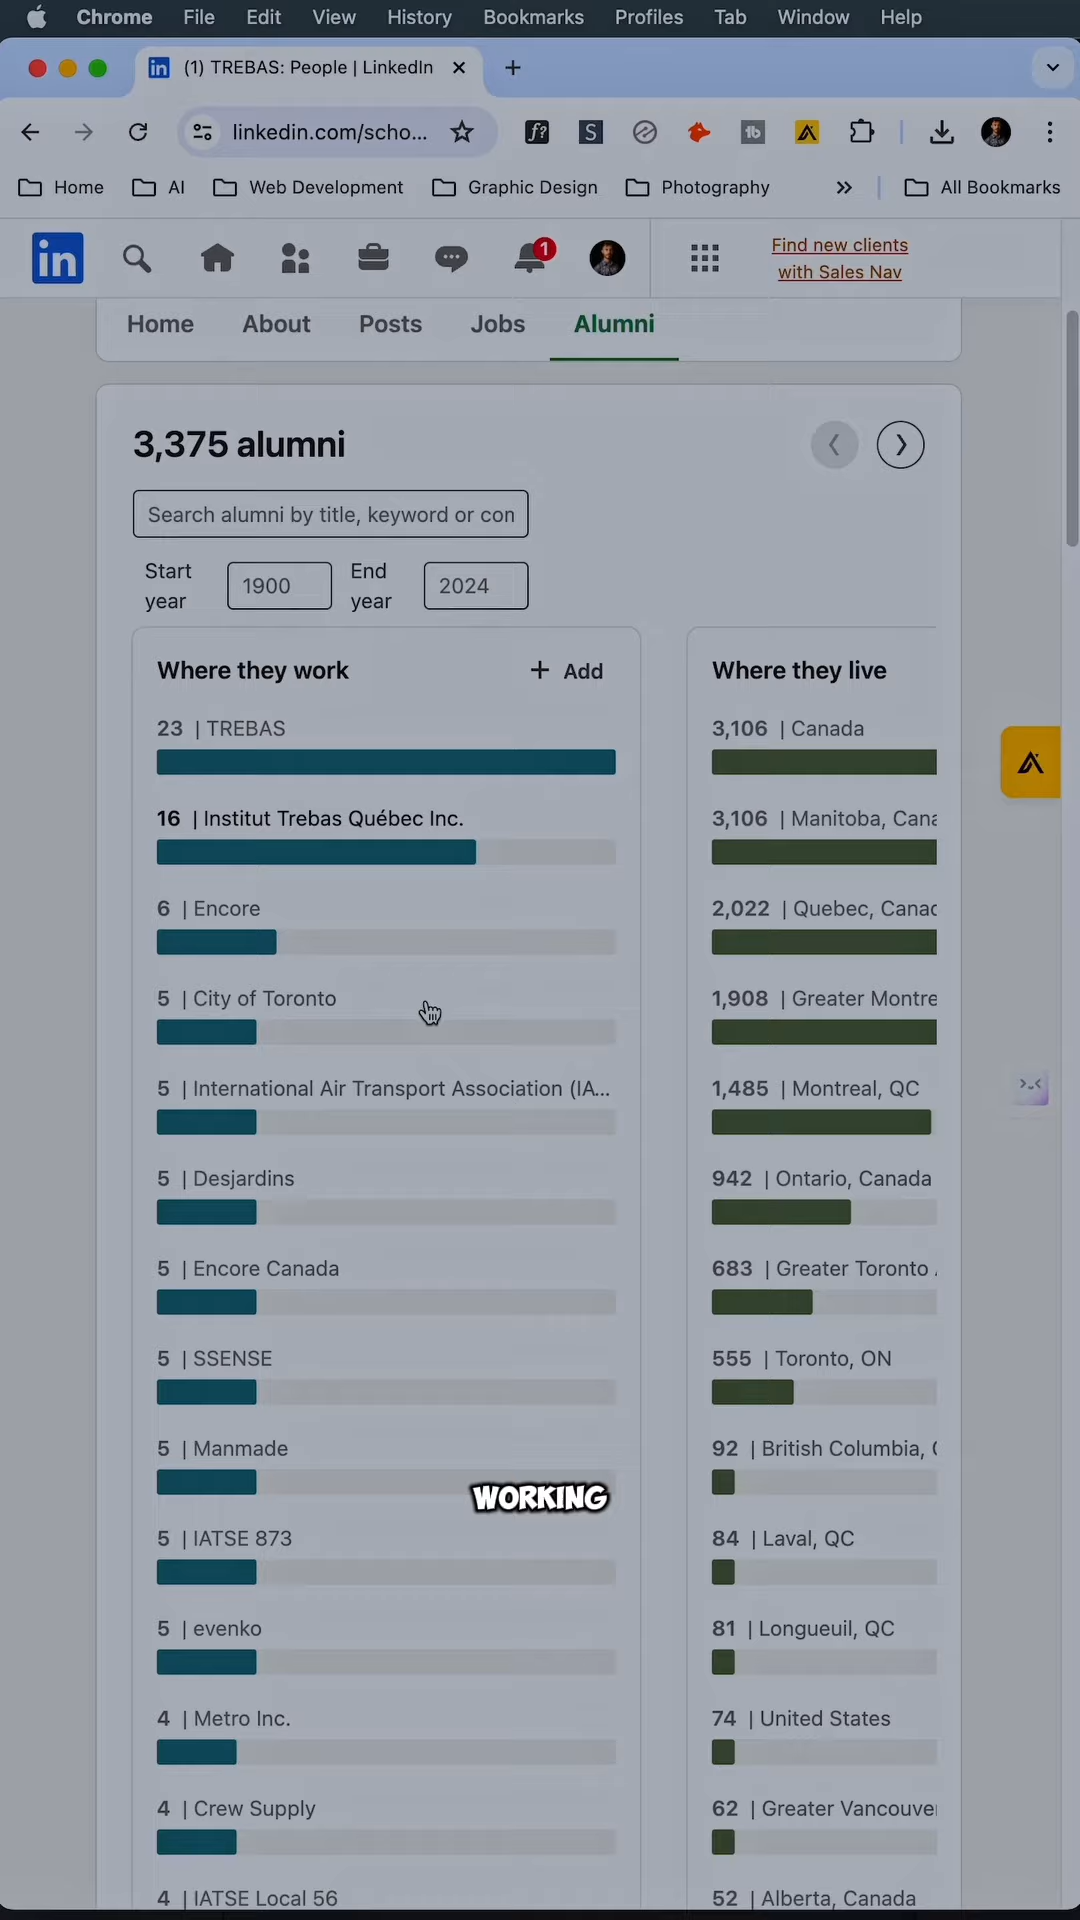 Chrome File Edit View History Bookmarks Profiles Tab Window Help
in (1) TREBAS: People | LinkedIn
linkedin.com/scho... f? S tb
Home AI Web Development Graphic Design Photography » All Bookmarks
in 1 Find new clients
with Sales Nav
Home About Posts Jobs Alumni
3,375 alumni
Search alumni by title, keyword or con
Start year 1900 End year 2024
Where they work + Add
23 | TREBAS
16 | Institut Trebas Québec Inc.
6 | Encore
5 | City of Toronto
5 | International Air Transport Association (IA...
5 | Desjardins
5 | Encore Canada
5 | SSENSE
5 | Manmade
WORKING
5 | IATSE 873
5 | evenko
4 | Metro Inc.
4 | Crew Supply
4 | IATSE Local 56
Where they live
3,106 | Canada
3,106 | Manitoba, Cana
2,022 | Quebec, Canad
1,908 | Greater Montre
1,485 | Montreal, QC
942 | Ontario, Canada
683 | Greater Toronto
555 | Toronto, ON
92 | British Columbia, C
84 | Laval, QC
81 | Longueuil, QC
74 | United States
62 | Greater Vancouver
52 | Alberta, Canada